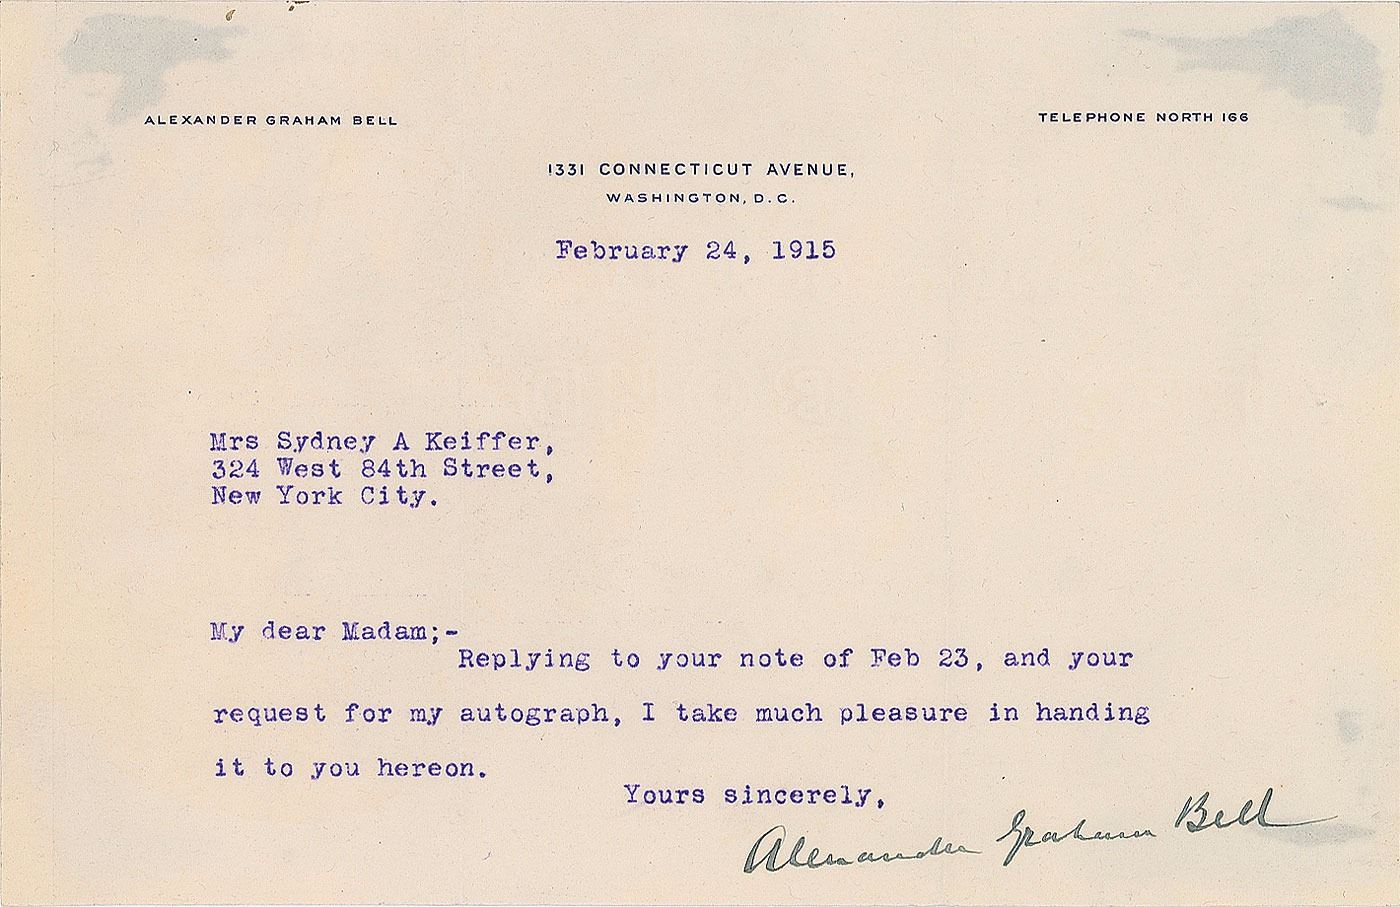 ALEXANDER GRAHAM BELL
TELEPHONE NORTH 166
1331 CONNECTICUT AVENUE,
WASHINGTON, D.C.
February 24, 1915
Mrs Sydney A Keiffer,
324 West 84th Street,
New York City.
My dear Madam;-
Replying to your note of Feb 23, and your
request for my autograph, I take much pleasure in handing
it to you hereon.
Yours sincerely,
Alexander Graham Bell